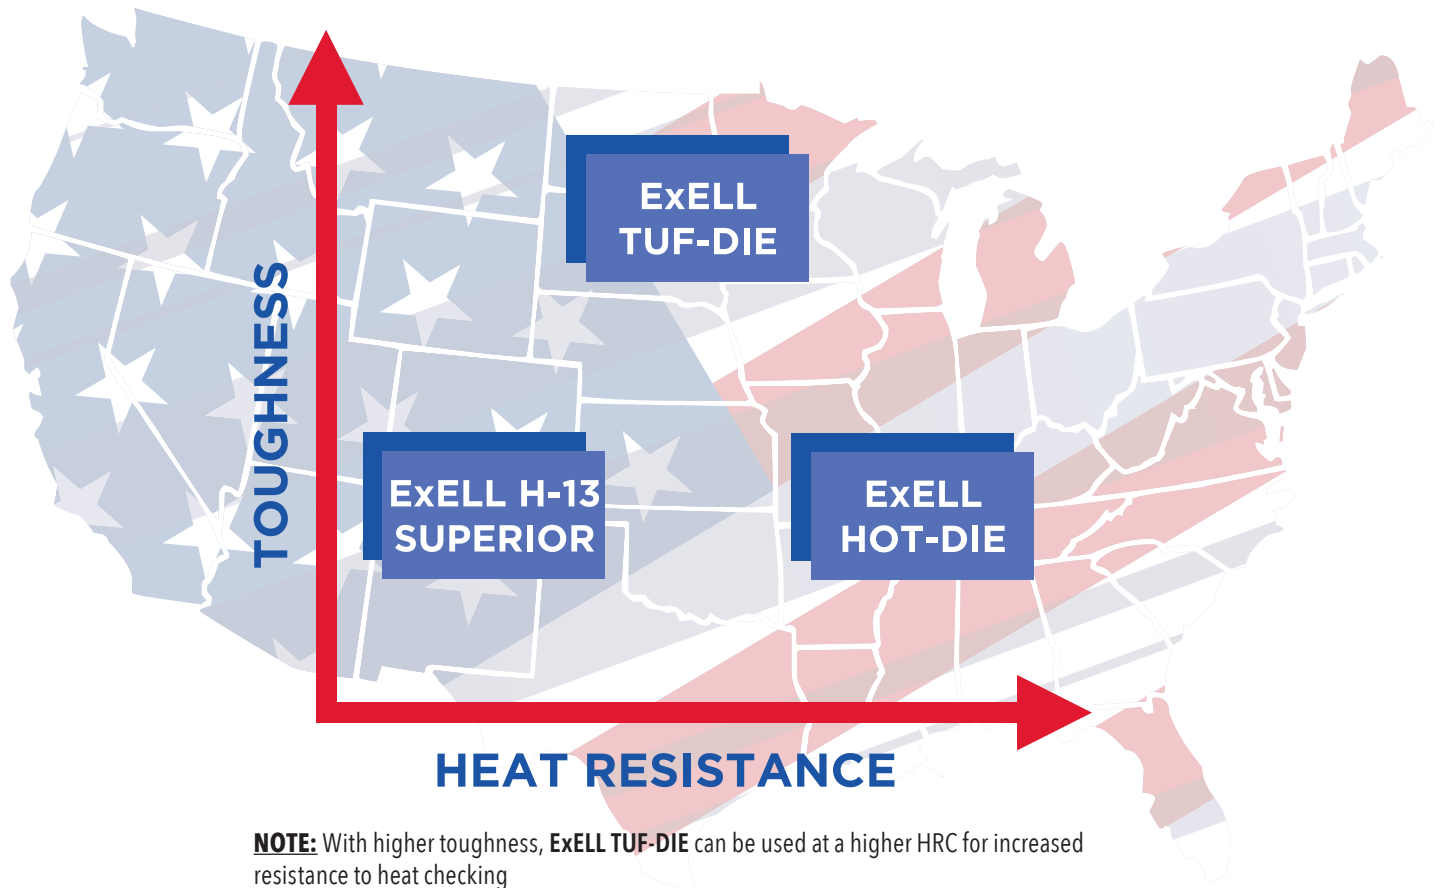 ExELL
TUF-DIE
TOUGHNESS
ExELL H-13
SUPERIOR
ExELL
HOT-DIE
HEAT RESISTANCE
NOTE: With higher toughness, ExELL TUF-DIE can be used at a higher HRC for increased
resistance to heat checking